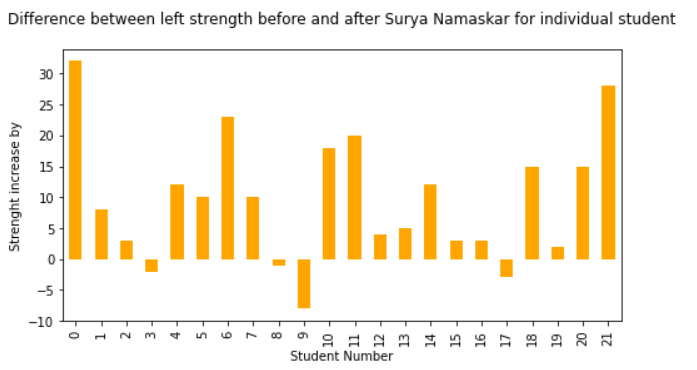 Difference between left strength before and after Surya Namaskar for individual student
Strenght increase by
30
25
20
15
10
5
0
−5
−10
0 1 2 3 4 5 6 7 8 9 10 11 12 13 14 15 16 17 18 19 20 21
Student Number